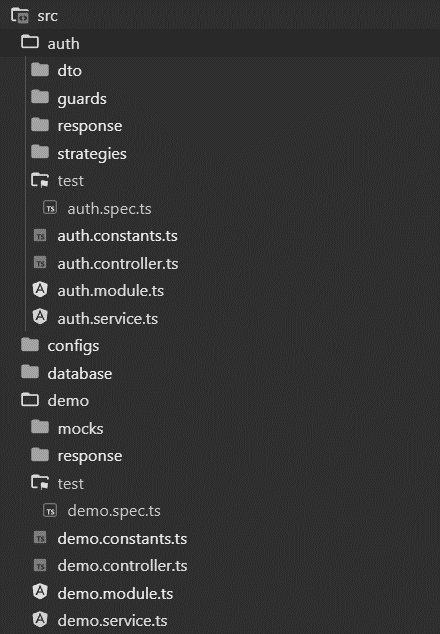 src
auth
dto
guards
response
strategies
test
auth.spec.ts
auth.constants.ts
auth.controller.ts
auth.module.ts
auth.service.ts
configs
database
demo
mocks
response
test
demo.spec.ts
demo.constants.ts
demo.controller.ts
demo.module.ts
demo.service.ts